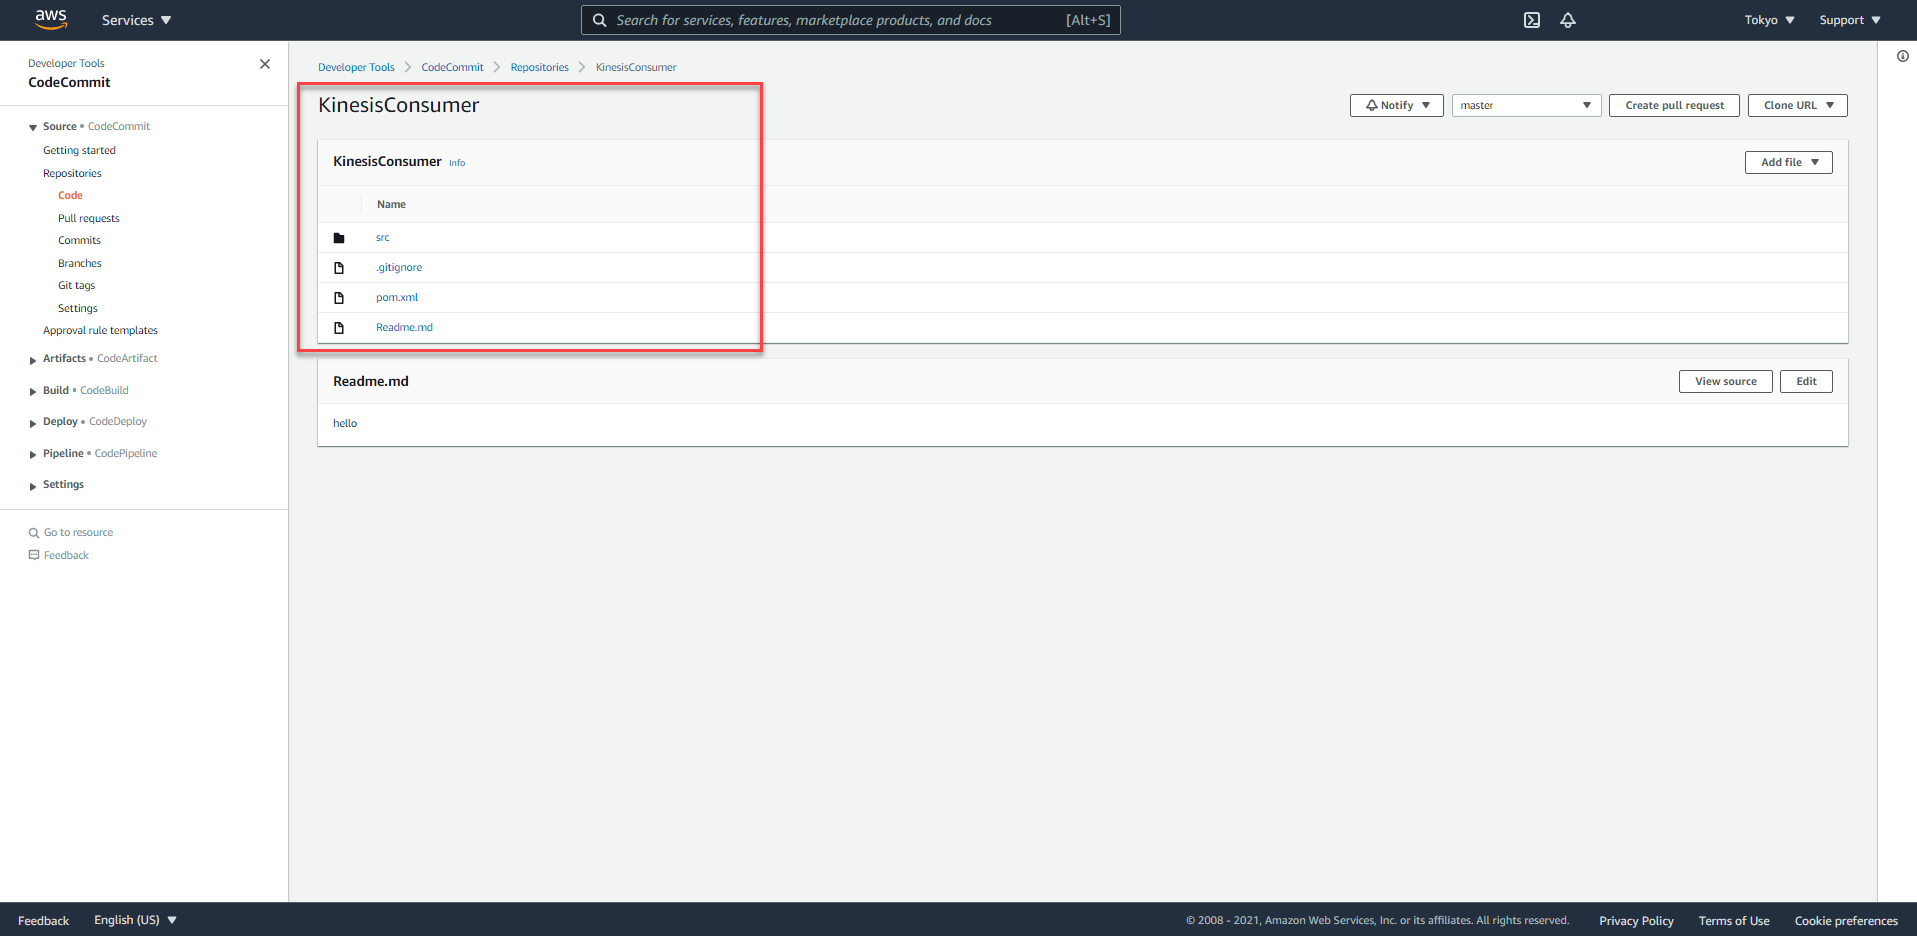 aws Services Search for services, features, marketplace products, and docs [Alt+S] Tokyo Support
Developer Tools
CodeCommit
Source • CodeCommit
Getting started
Repositories
Code
Pull requests
Commits
Branches
Git tags
Settings
Approval rule templates
Artifacts • CodeArtifact
Build • CodeBuild
Deploy • CodeDeploy
Pipeline • CodePipeline
Settings
Go to resource
Feedback
Developer Tools CodeCommit Repositories KinesisConsumer
KinesisConsumer Notify master Create pull request Clone URL
KinesisConsumer Info Add file
Name
src
.gitignore
pom.xml
Readme.md
Readme.md View source Edit
hello
Feedback English (US) © 2008 - 2021, Amazon Web Services, Inc. or its affiliates. All rights reserved. Privacy Policy Terms of Use Cookie preferences